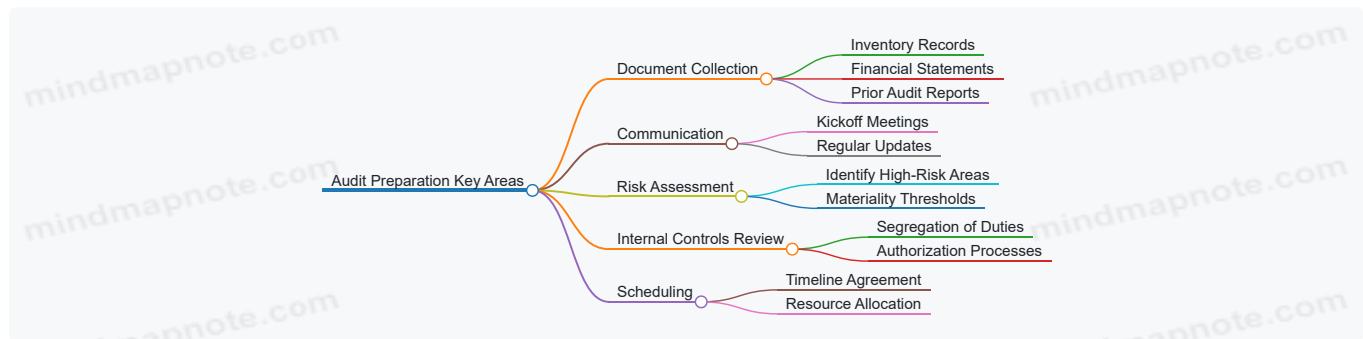 mindmapnote.com
mindmapnote.com
Inventory Records
Document Collection
Financial Statements
Prior Audit Reports
Kickoff Meetings
Communication
Regular Updates
Audit Preparation Key Areas
mindmapnote.com
mindmapnote.com
Identify High-Risk Areas
Risk Assessment
Materiality Thresholds
Segregation of Duties
Internal Controls Review
Authorization Processes
Timeline Agreement
Scheduling
Resource Allocation
mindmapnote.com
mindmapnote.com